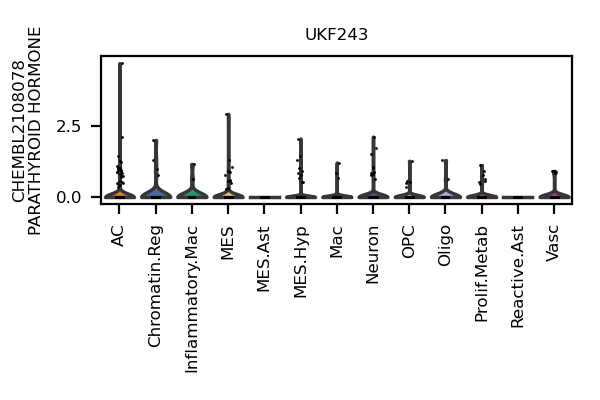 UKF243
CHEMBL2108078
PARATHYROID HORMONE
2.5
0.0
AC
Chromatin.Reg
Inflammatory.Mac
MES
MES.Ast
MES.Hyp
Mac
Neuron
OPC
Oligo
Prolif.Metab
Reactive.Ast
Vasc